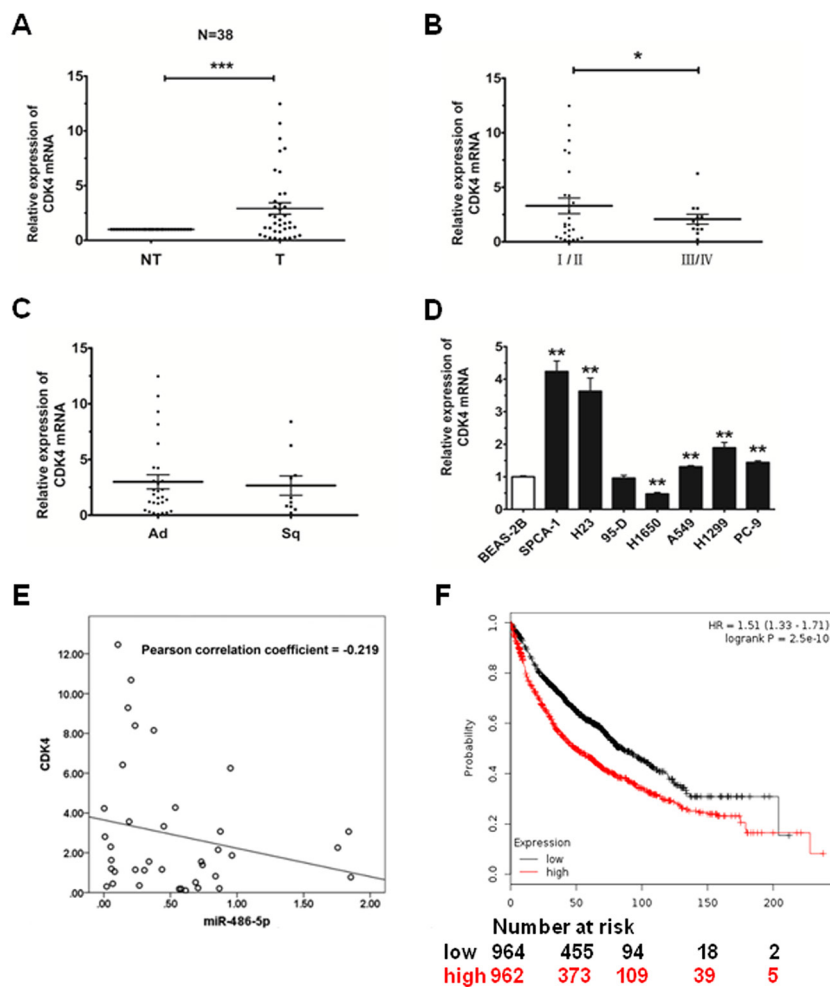 A
N=38
***
Relative expression of
CDK4 mRNA
15
10
5
0
NT
T
B
*
Relative expression of
CDK4 mRNA
15
10
5
0
I / II
III/IV
C
Relative expression of
CDK4 mRNA
15
10
5
0
Ad
Sq
D
Relative expression of
CDK4 mRNA
5
4
3
2
1
0
**
**
**
**
**
**
BEAS-2B
SPCA-1
H23
95-D
H1650
A549
H1299
PC-9
E
CDK4
Pearson correlation coefficient = -0.219
12.00
10.00
8.00
6.00
4.00
2.00
.00
.00
.50
1.00
1.50
2.00
miR-486-5p
F
HR = 1.51 (1.33 - 1.71)
logrank P = 2.5e-10
Probability
1.0
0.8
0.6
0.4
0.2
0.0
Expression
low
high
0
50
100
150
200
Number at risk
low 964 455 94 18 2
high 962 373 109 39 5